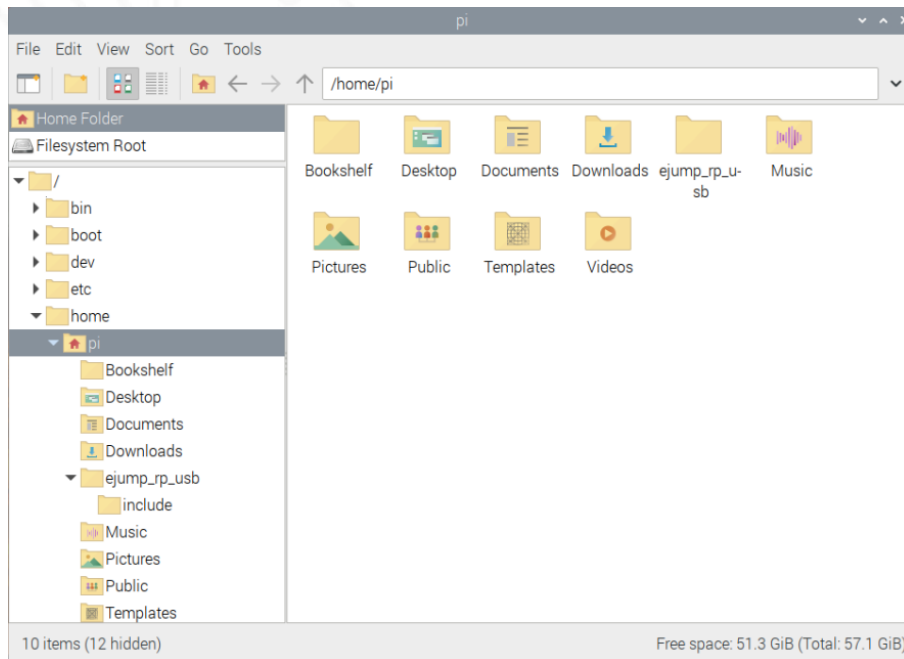 pi
File Edit View Sort Go Tools
/home/pi
Home Folder
Filesystem Root
/
bin
boot
dev
etc
home
pi
Bookshelf
Desktop
Documents
Downloads
ejump_rp_usb
include
Music
Pictures
Public
Templates
Bookshelf Desktop Documents Downloads ejump_rp_u- Music
sb
Pictures Public Templates Videos
10 items (12 hidden) Free space: 51.3 GiB (Total: 57.1 GiB)